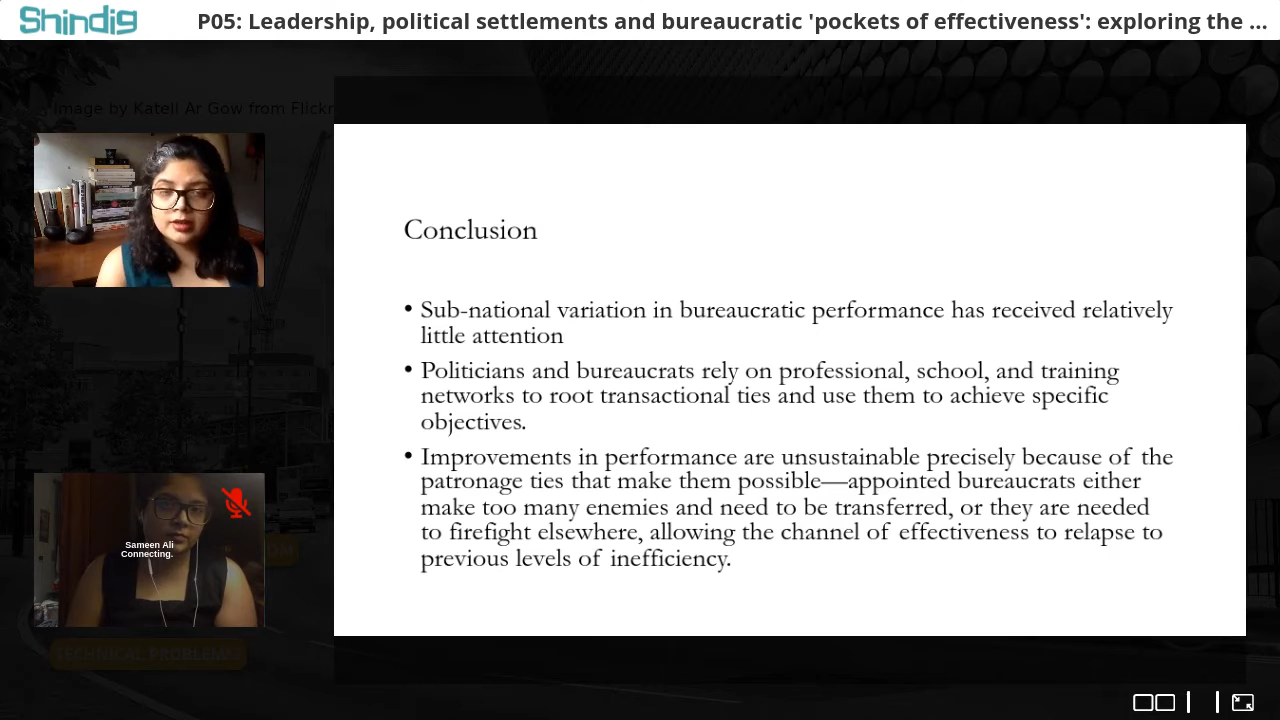 Shindig
P05: Leadership, political settlements and bureaucratic 'pockets of effectiveness': exploring the ...
Image by Katell Ar Gow from Flickr
Conclusion
• Sub-national variation in bureaucratic performance has received relatively
little attention
• Politicians and bureaucrats rely on professional, school, and training
networks to root transactional ties and use them to achieve specific
objectives.
• Improvements in performance are unsustainable precisely because of the
patronage ties that make them possible—appointed bureaucrats either
make too many enemies and need to be transferred, or they are needed
to firefight elsewhere, allowing the channel of effectiveness to relapse to
previous levels of inefficiency.
Sameen Ali
Connecting.
TECHNICAL PROBLEMS